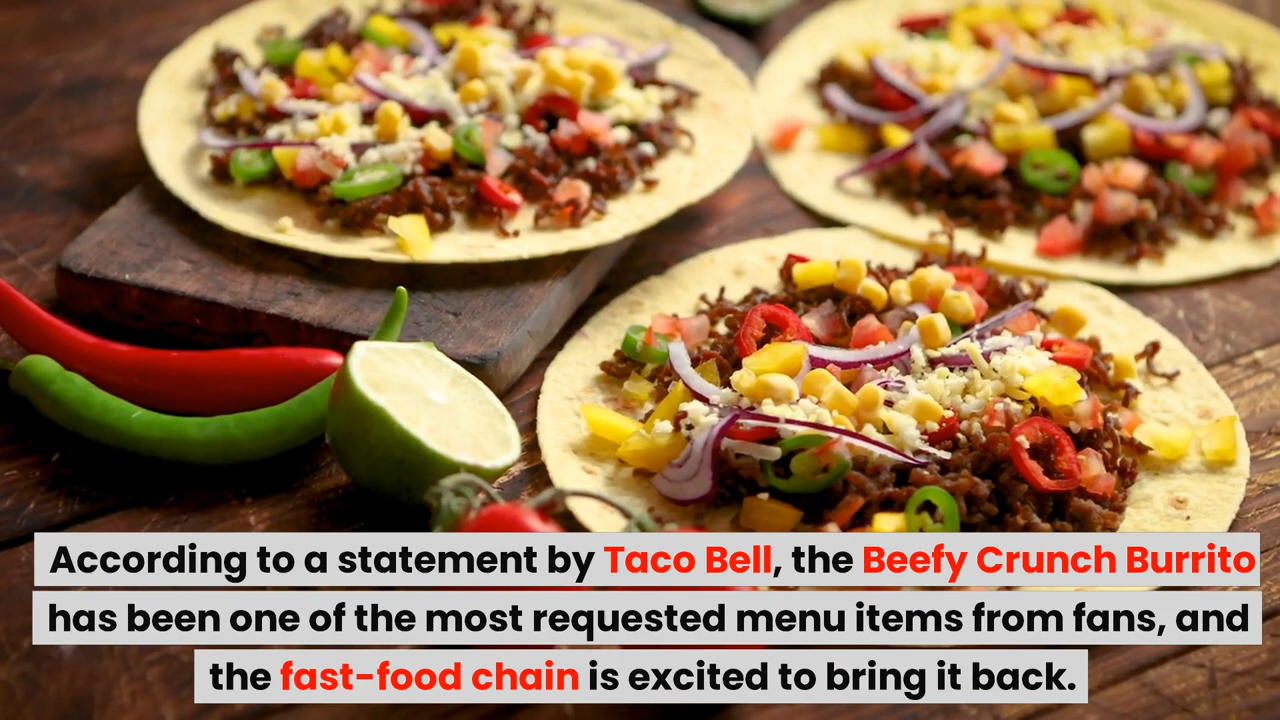 According to a statement by Taco Bell, the Beefy Crunch Burrito
has been one of the most requested menu items from fans, and
the fast-food chain is excited to bring it back.